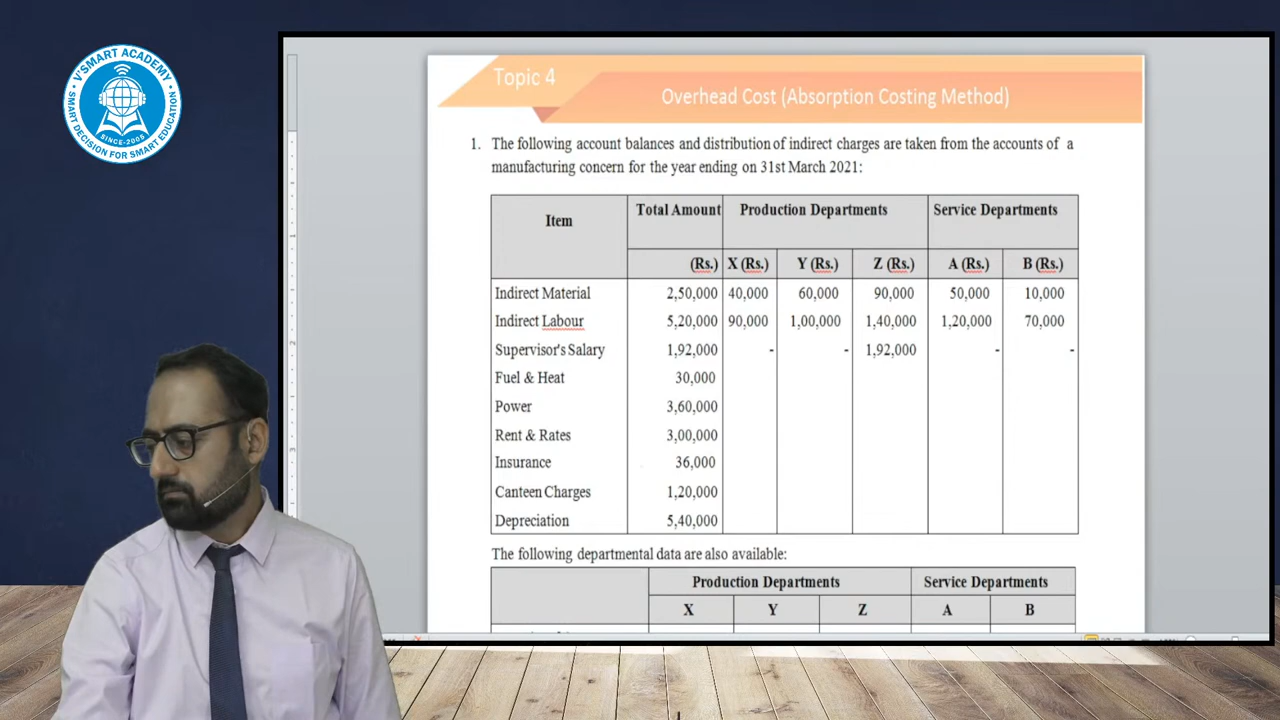 V'SMART ACADEMY
SMART DECISION FOR SMART EDUCATION
SINCE-2005
Topic 4
Overhead Cost (Absorption Costing Method)
1. The following account balances and distribution of indirect charges are taken from the accounts of a
manufacturing concern for the year ending on 31st March 2021:
Item Total Amount Production Departments Service Departments
(Rs.) X (Rs.) Y (Rs.) Z (Rs.) A (Rs.) B (Rs.)
Indirect Material 2,50,000 40,000 60,000 90,000 50,000 10,000
Indirect Labour 5,20,000 90,000 1,00,000 1,40,000 1,20,000 70,000
Supervisor's Salary 1,92,000 - - 1,92,000 - -
Fuel & Heat 30,000
Power 3,60,000
Rent & Rates 3,00,000
Insurance 36,000
Canteen Charges 1,20,000
Depreciation 5,40,000
The following departmental data are also available:
Production Departments Service Departments
X Y Z A B